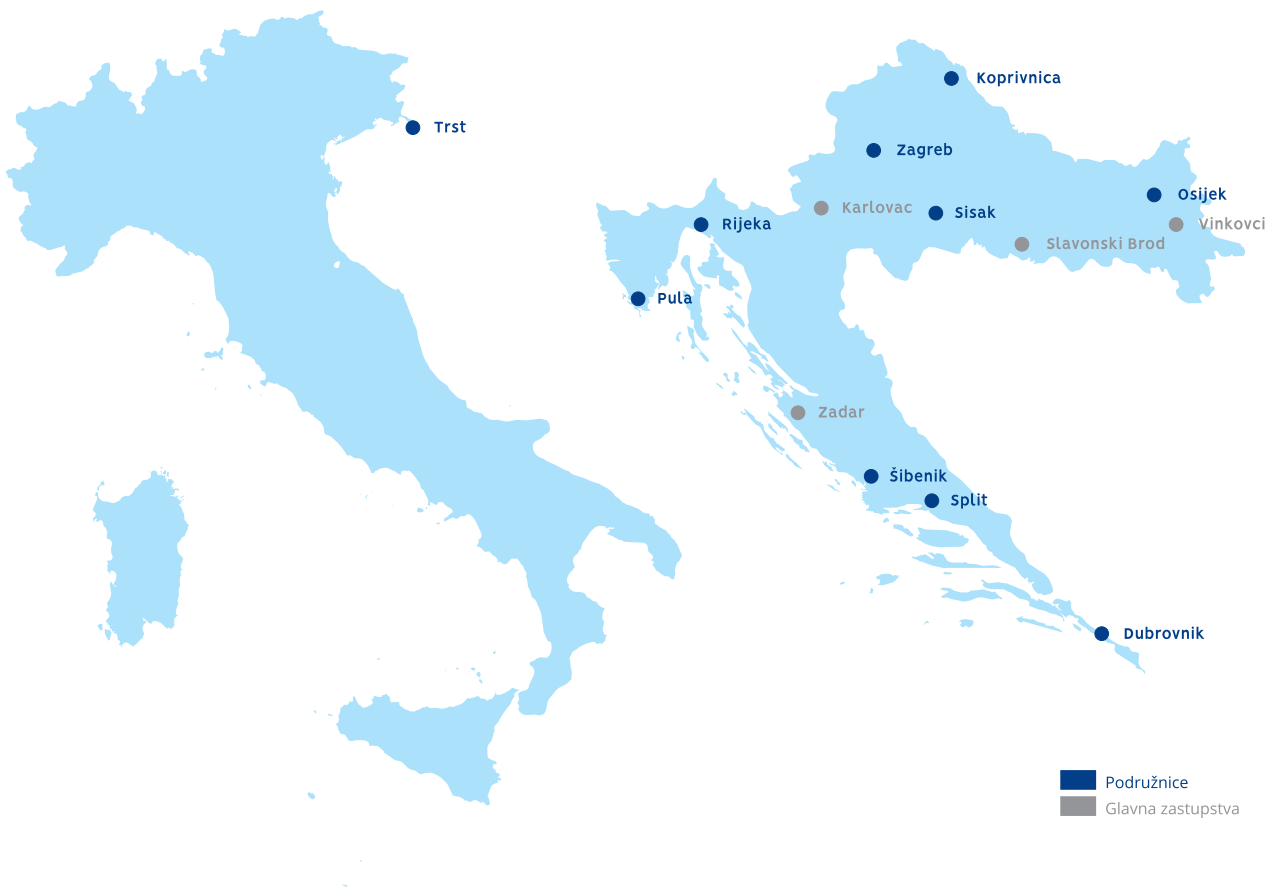 Koprivnica
Trst
Zagreb
Osijek
Karlovac
Sisak
Rijeka
Vinkovci
Slavonski Brod
Pula
Zadar
Šibenik
Split
Dubrovnik
Podružnice
Glavna zastupstva